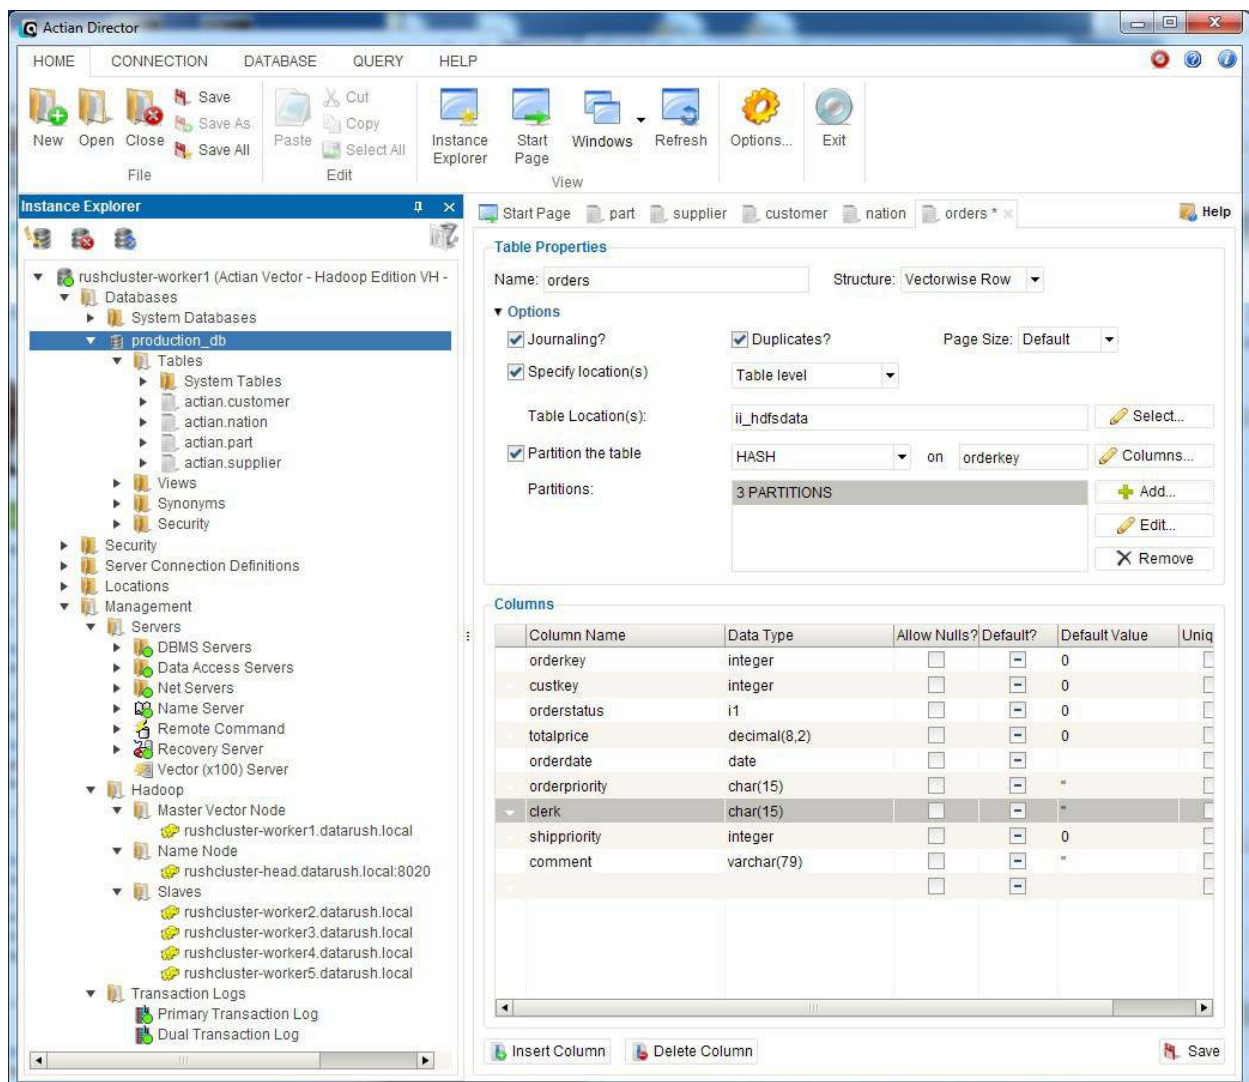 Actian Director
HOME CONNECTION DATABASE QUERY HELP
New Open Close Save Save As Save All
File
Paste Cut Copy Select All
Edit
Instance Explorer Start Page Windows Refresh
View
Options... Exit
Instance Explorer
rushcluster-worker1 (Actian Vector - Hadoop Edition VH -
Databases
System Databases
production_db
Tables
System Tables
actian.customer
actian.nation
actian.part
actian.supplier
Views
Synonyms
Security
Security
Server Connection Definitions
Locations
Management
Servers
DBMS Servers
Data Access Servers
Net Servers
Name Server
Remote Command
Recovery Server
Vector (x100) Server
Hadoop
Master Vector Node
rushcluster-worker1.datarush.local
Name Node
rushcluster-head.datarush.local:8020
Slaves
rushcluster-worker2.datarush.local
rushcluster-worker3.datarush.local
rushcluster-worker4.datarush.local
rushcluster-worker5.datarush.local
Transaction Logs
Primary Transaction Log
Dual Transaction Log
Start Page part supplier customer nation orders * Help
Table Properties
Name: orders Structure: Vectorwise Row
Options
Journaling? Duplicates? Page Size: Default
Specify location(s) Table level
Table Location(s): ii_hdfsdata Select...
Partition the table HASH on orderkey Columns...
Partitions: 3 PARTITIONS Add...
Edit...
Remove
Columns
Column Name Data Type Allow Nulls? Default? Default Value Uniq
orderkey integer 0
custkey integer 0
orderstatus i1 0
totalprice decimal(8,2) 0
orderdate date
orderpriority char(15) ''
clerk char(15) ''
shippriority integer 0
comment varchar(79) ''
Insert Column Delete Column Save